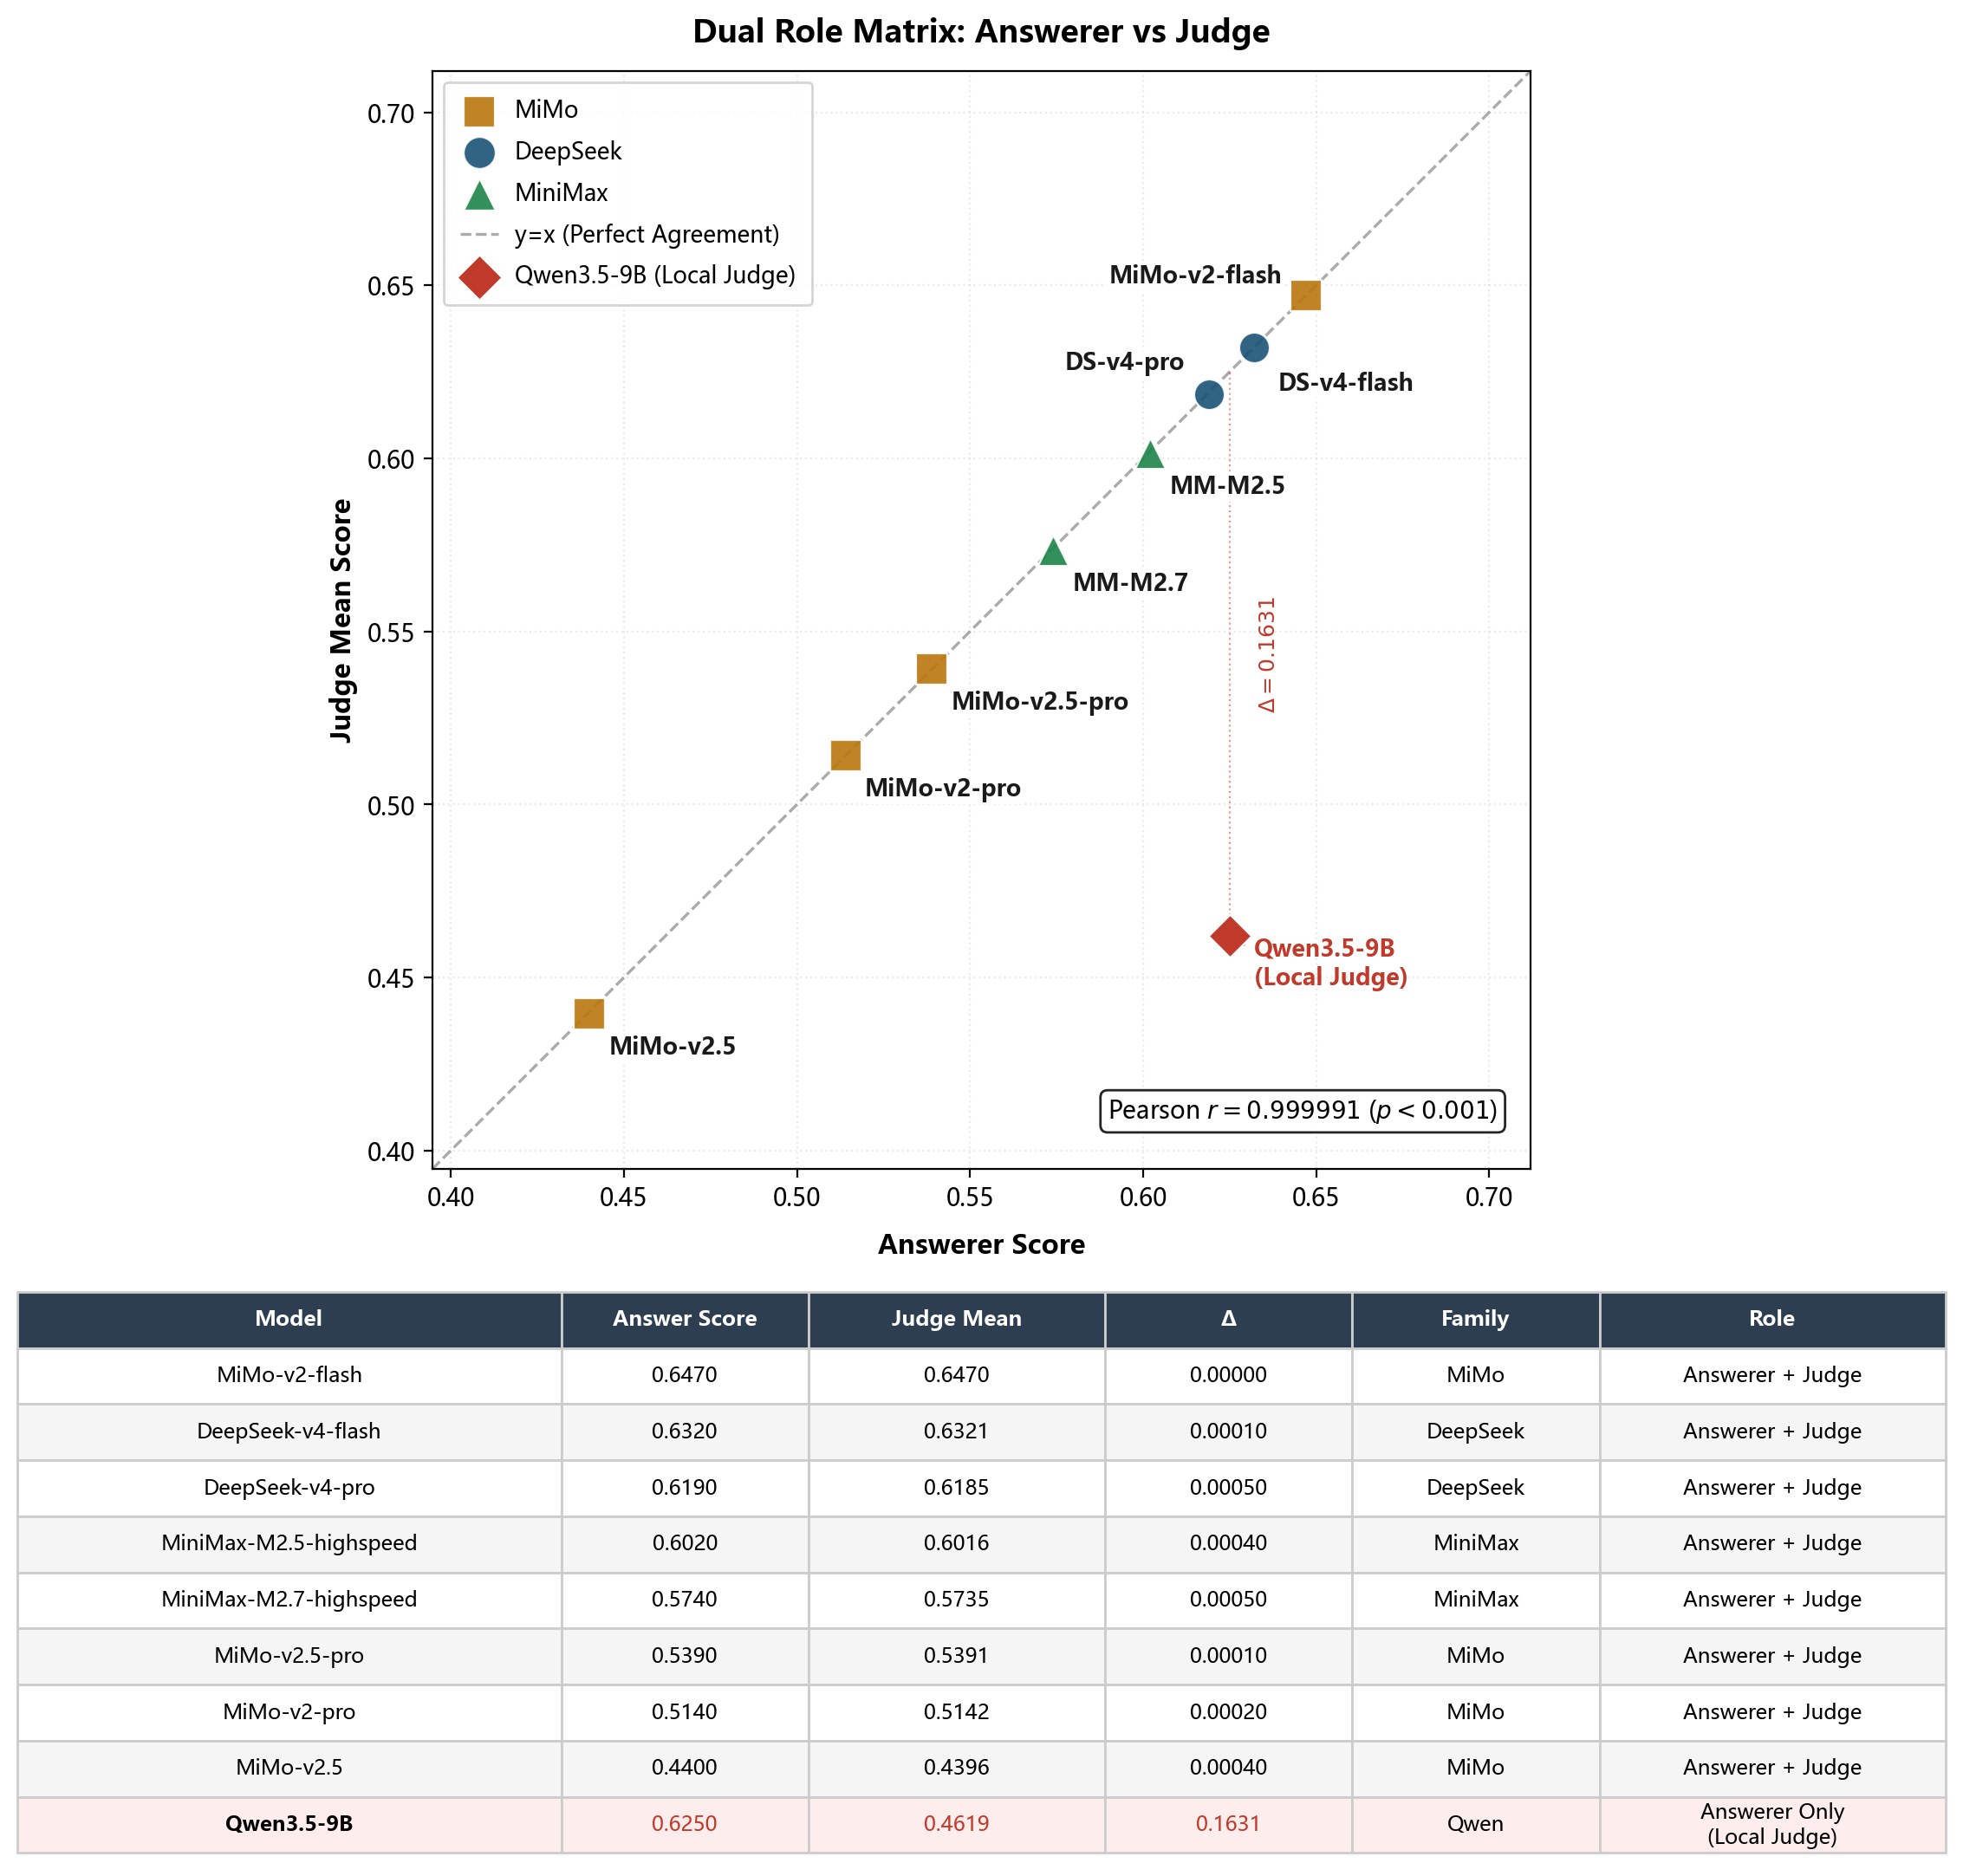 Dual Role Matrix: Answerer vs Judge
MiMo
DeepSeek
MiniMax
y=x (Perfect Agreement)
Qwen3.5-9B (Local Judge)
0.70
0.65
0.60
0.55
0.50
0.45
0.40
Judge Mean Score
MiMo-v2-flash
DS-v4-pro
DS-v4-flash
MM-M2.5
MM-M2.7
Δ = 0.1631
MiMo-v2.5-pro
MiMo-v2-pro
Qwen3.5-9B
(Local Judge)
MiMo-v2.5
Pearson r = 0.999991 (p < 0.001)
0.40 0.45 0.50 0.55 0.60 0.65 0.70
Answerer Score
Model Answer Score Judge Mean Δ Family Role
MiMo-v2-flash 0.6470 0.6470 0.00000 MiMo Answerer + Judge
DeepSeek-v4-flash 0.6320 0.6321 0.00010 DeepSeek Answerer + Judge
DeepSeek-v4-pro 0.6190 0.6185 0.00050 DeepSeek Answerer + Judge
MiniMax-M2.5-highspeed 0.6020 0.6016 0.00040 MiniMax Answerer + Judge
MiniMax-M2.7-highspeed 0.5740 0.5735 0.00050 MiniMax Answerer + Judge
MiMo-v2.5-pro 0.5390 0.5391 0.00010 MiMo Answerer + Judge
MiMo-v2-pro 0.5140 0.5142 0.00020 MiMo Answerer + Judge
MiMo-v2.5 0.4400 0.4396 0.00040 MiMo Answerer + Judge
Qwen3.5-9B 0.6250 0.4619 0.1631 Qwen Answerer Only
(Local Judge)